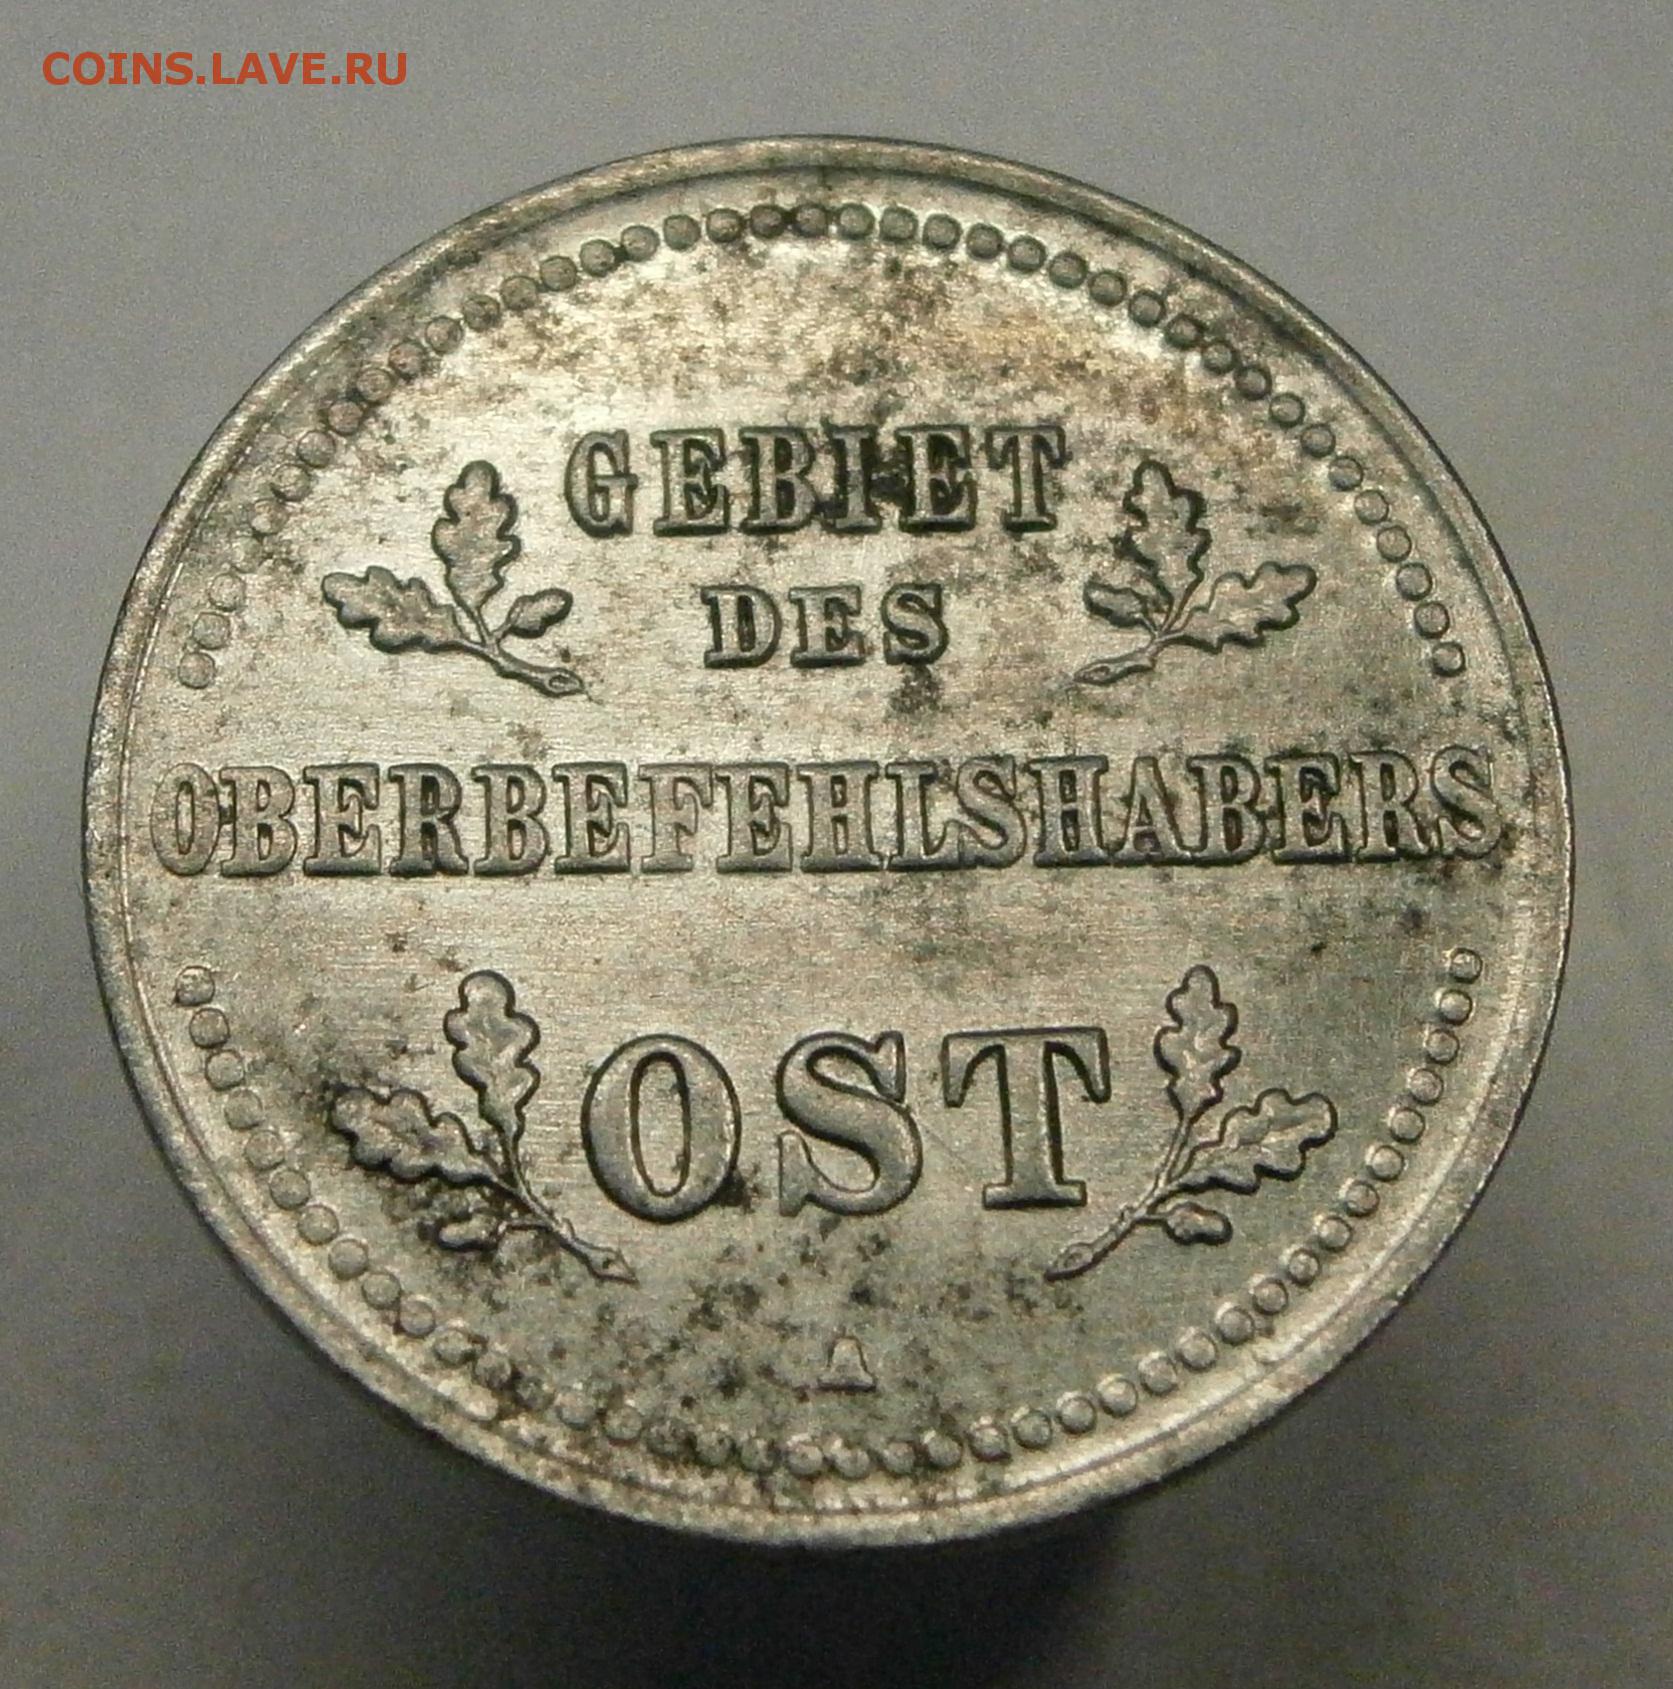 COINS.LAVE.RU
GEBIET
DES
OBERBEFEHLSHABERS
OST
A